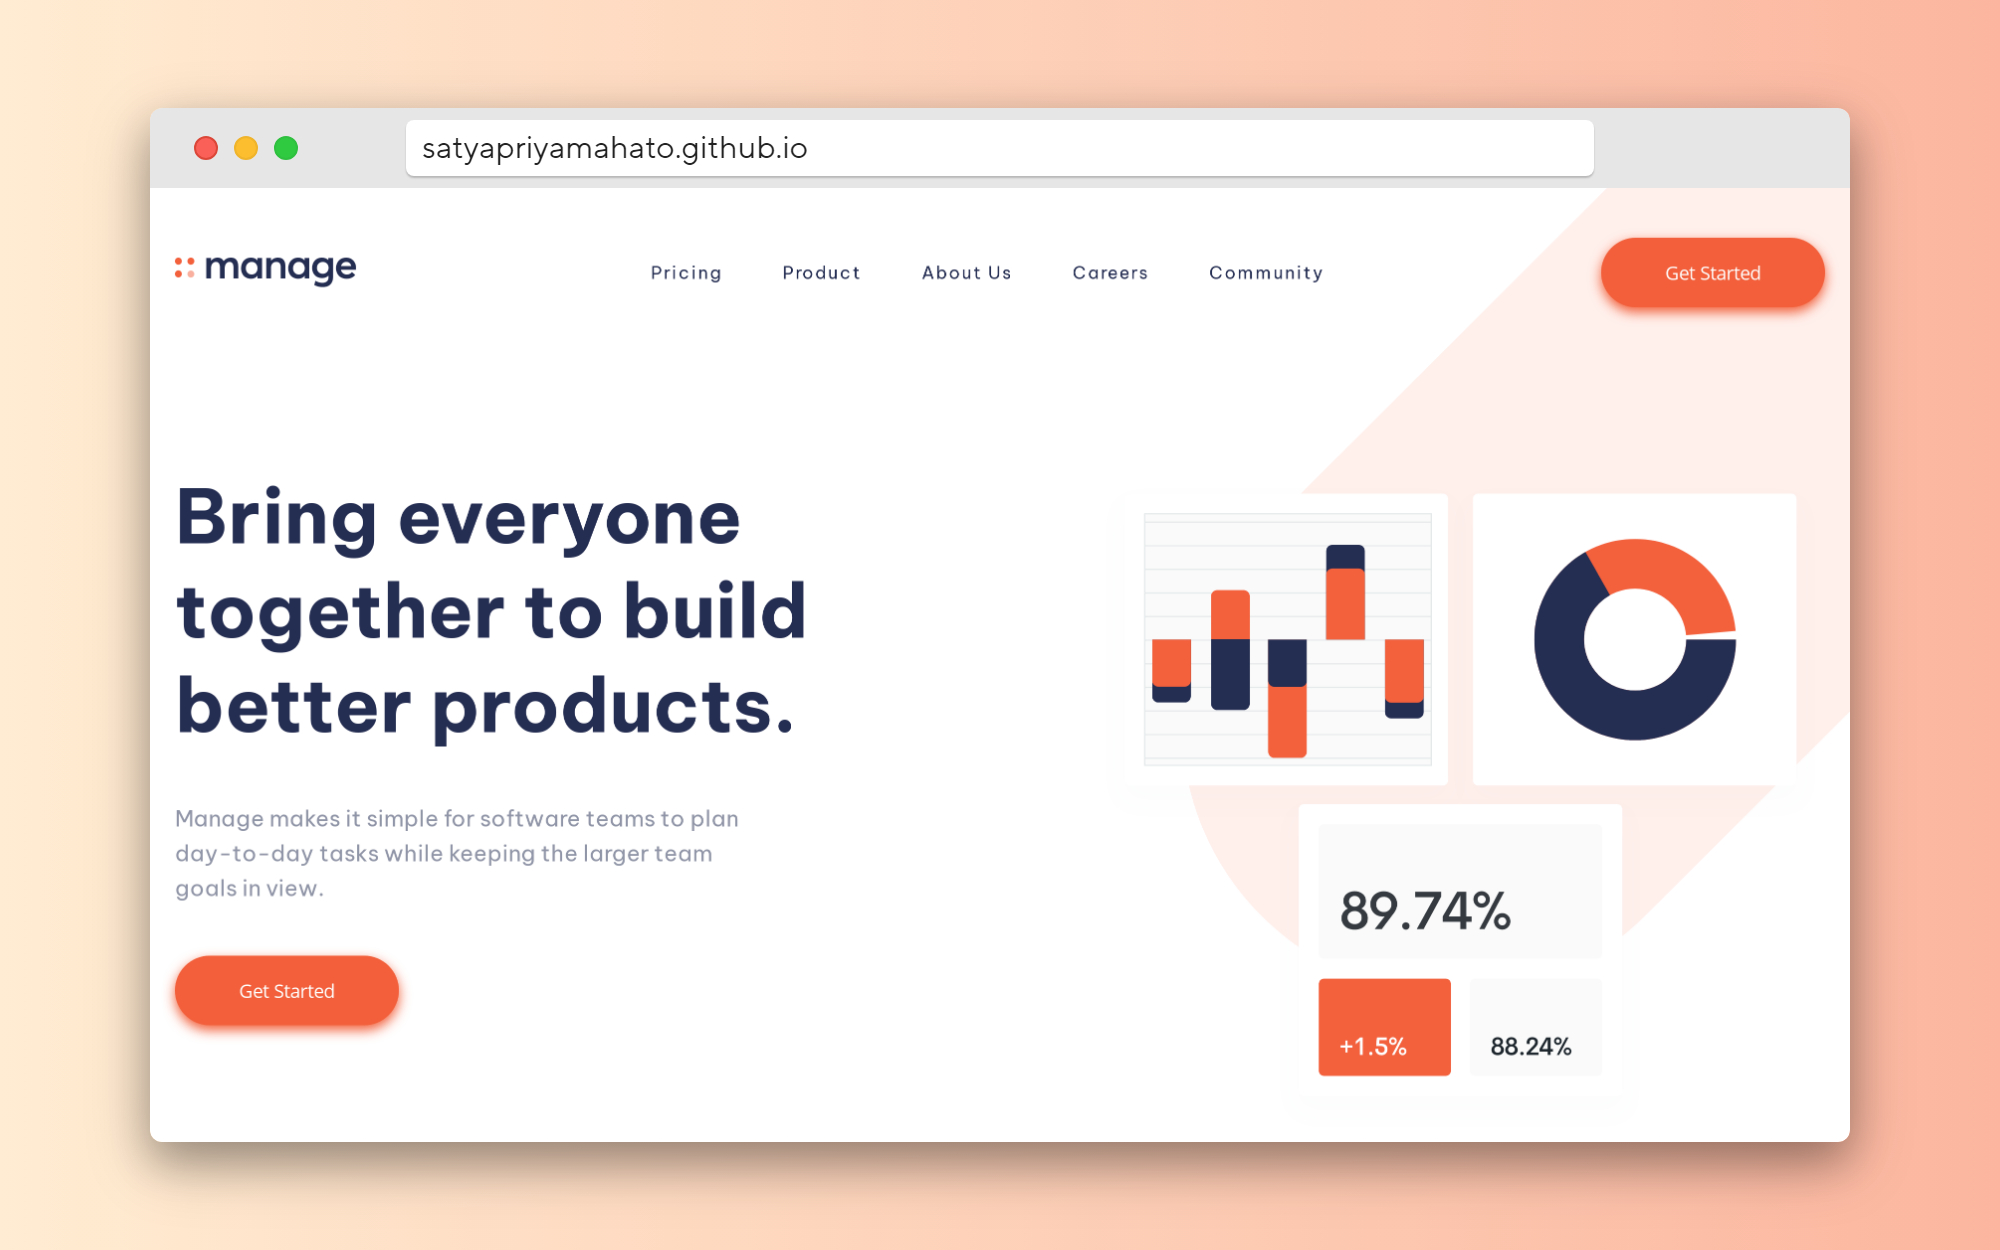 satyapriyamahato.github.io
manage
Pricing
Product
About Us
Careers
Community
Get Started
Bring everyone
together to build
better products.
Manage makes it simple for software teams to plan
day-to-day tasks while keeping the larger team
goals in view.
Get Started
89.74%
+1.5%
88.24%